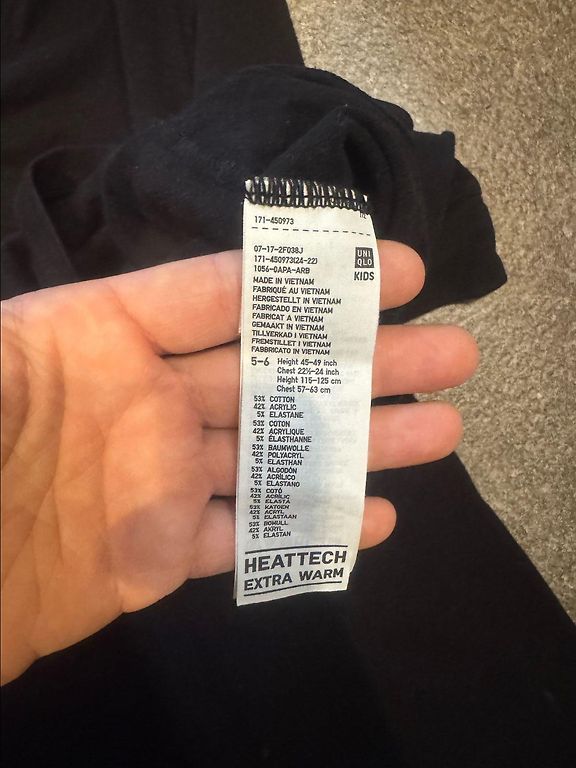 171-450973
07-17-2F038J
171-450973(24-22)
1056-0APA-ARB
UNI
QLO
KIDS
MADE IN VIETNAM
FABRIQUÉ AU VIETNAM
HERGESTELLT IN VIETNAM
FABRICADO EN VIETNAM
FABRICAT A VIETNAM
GEMAAKT IN VIETNAM
TILLVERKAD I VIETNAM
FREMSTILLET I VIETNAM
FABBRICATO IN VIETNAM
5-6 Height 45-49 inch
Chest 22½-24 inch
Height 115-125 cm
Chest 57-63 cm
53% COTTON
42% ACRYLIC
5% ELASTANE
53% COTON
42% ACRYLIQUE
5% ÉLASTHANNE
53% BAUMWOLLE
42% POLYACRYL
5% ELASTHAN
53% ALGODÓN
42% ACRÍLICO
5% ELASTANO
53% COTÓ
42% ACRÍLIC
5% ELASTÀ
53% KATOEN
42% ACRYL
5% ELASTAAN
53% BOMULL
42% AKRYL
5% ELASTAN
HEATTECH
EXTRA WARM